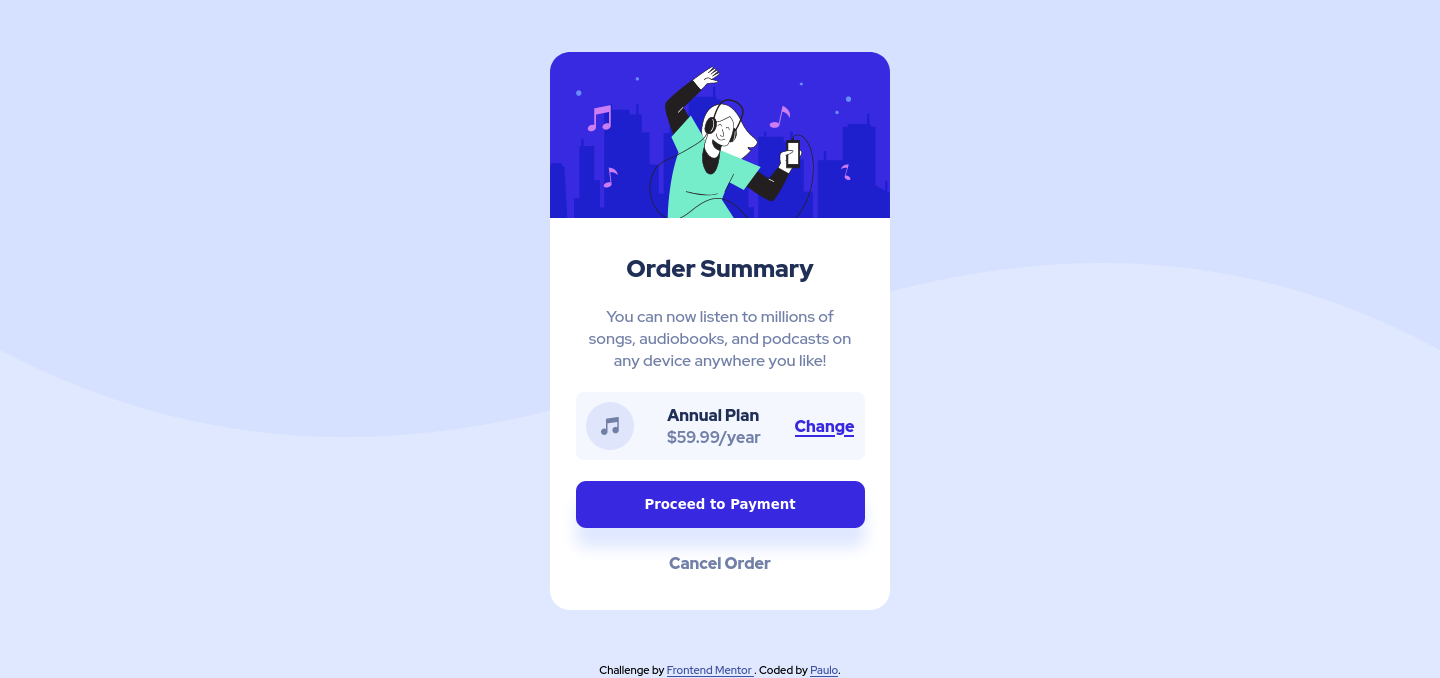 Order Summary
You can now listen to millions of
songs, audiobooks, and podcasts on
any device anywhere you like!
Annual Plan
$59.99/year
Change
Proceed to Payment
Cancel Order
Challenge by Frontend Mentor . Coded by Paulo.